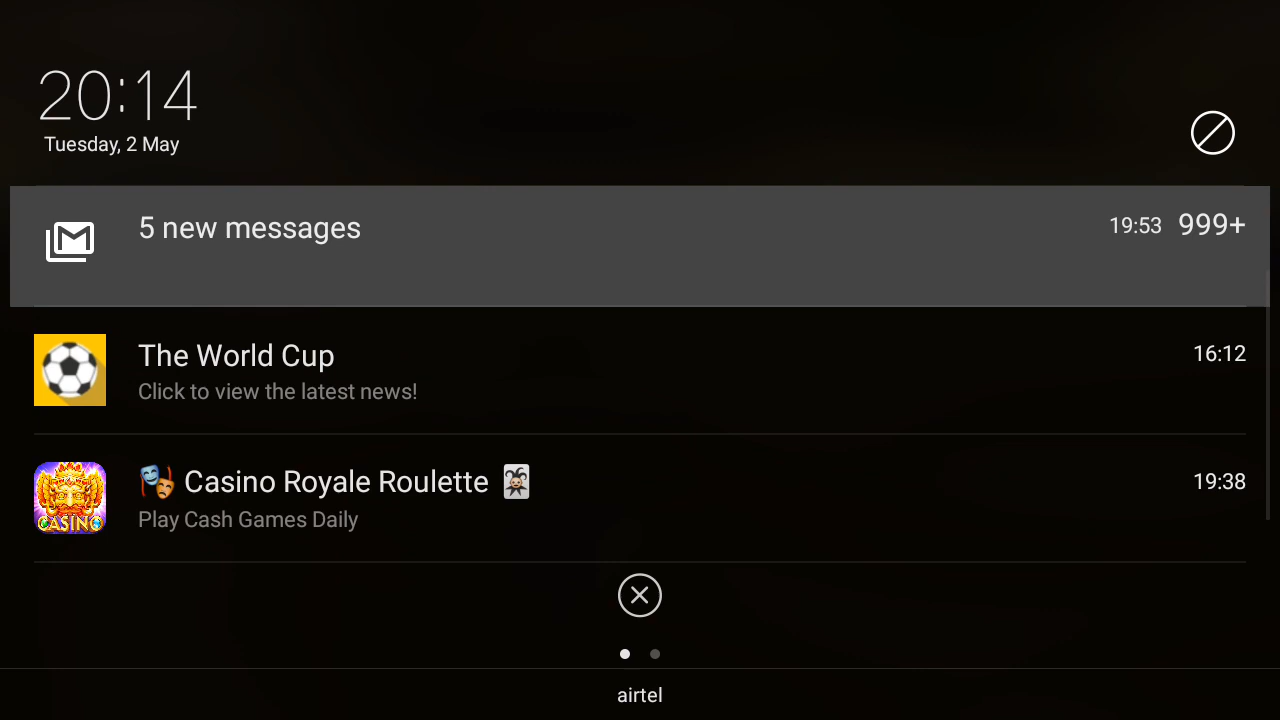 20:14
Tuesday, 2 May
5 new messages 19:53 999+
The World Cup 16:12
Click to view the latest news!
🎭 Casino Royale Roulette 🃏 19:38
CASINO
Play Cash Games Daily
airtel